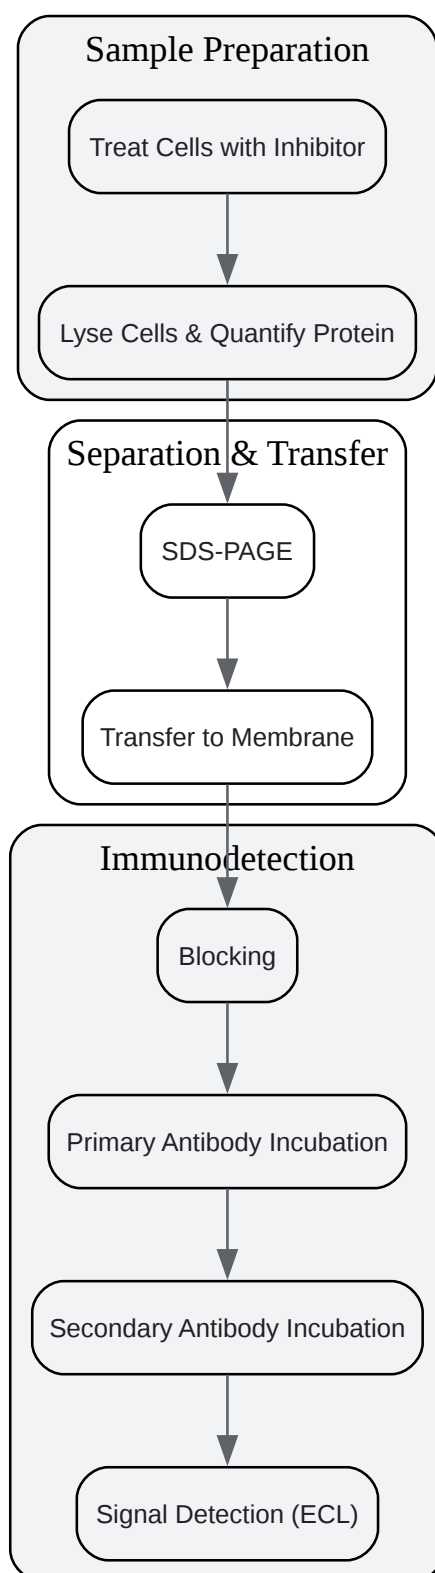 Sample Preparation
Treat Cells with Inhibitor
Lyse Cells & Quantify Protein
Separation & Transfer
SDS-PAGE
Transfer to Membrane
Immunodetection
Blocking
Primary Antibody Incubation
Secondary Antibody Incubation
Signal Detection (ECL)